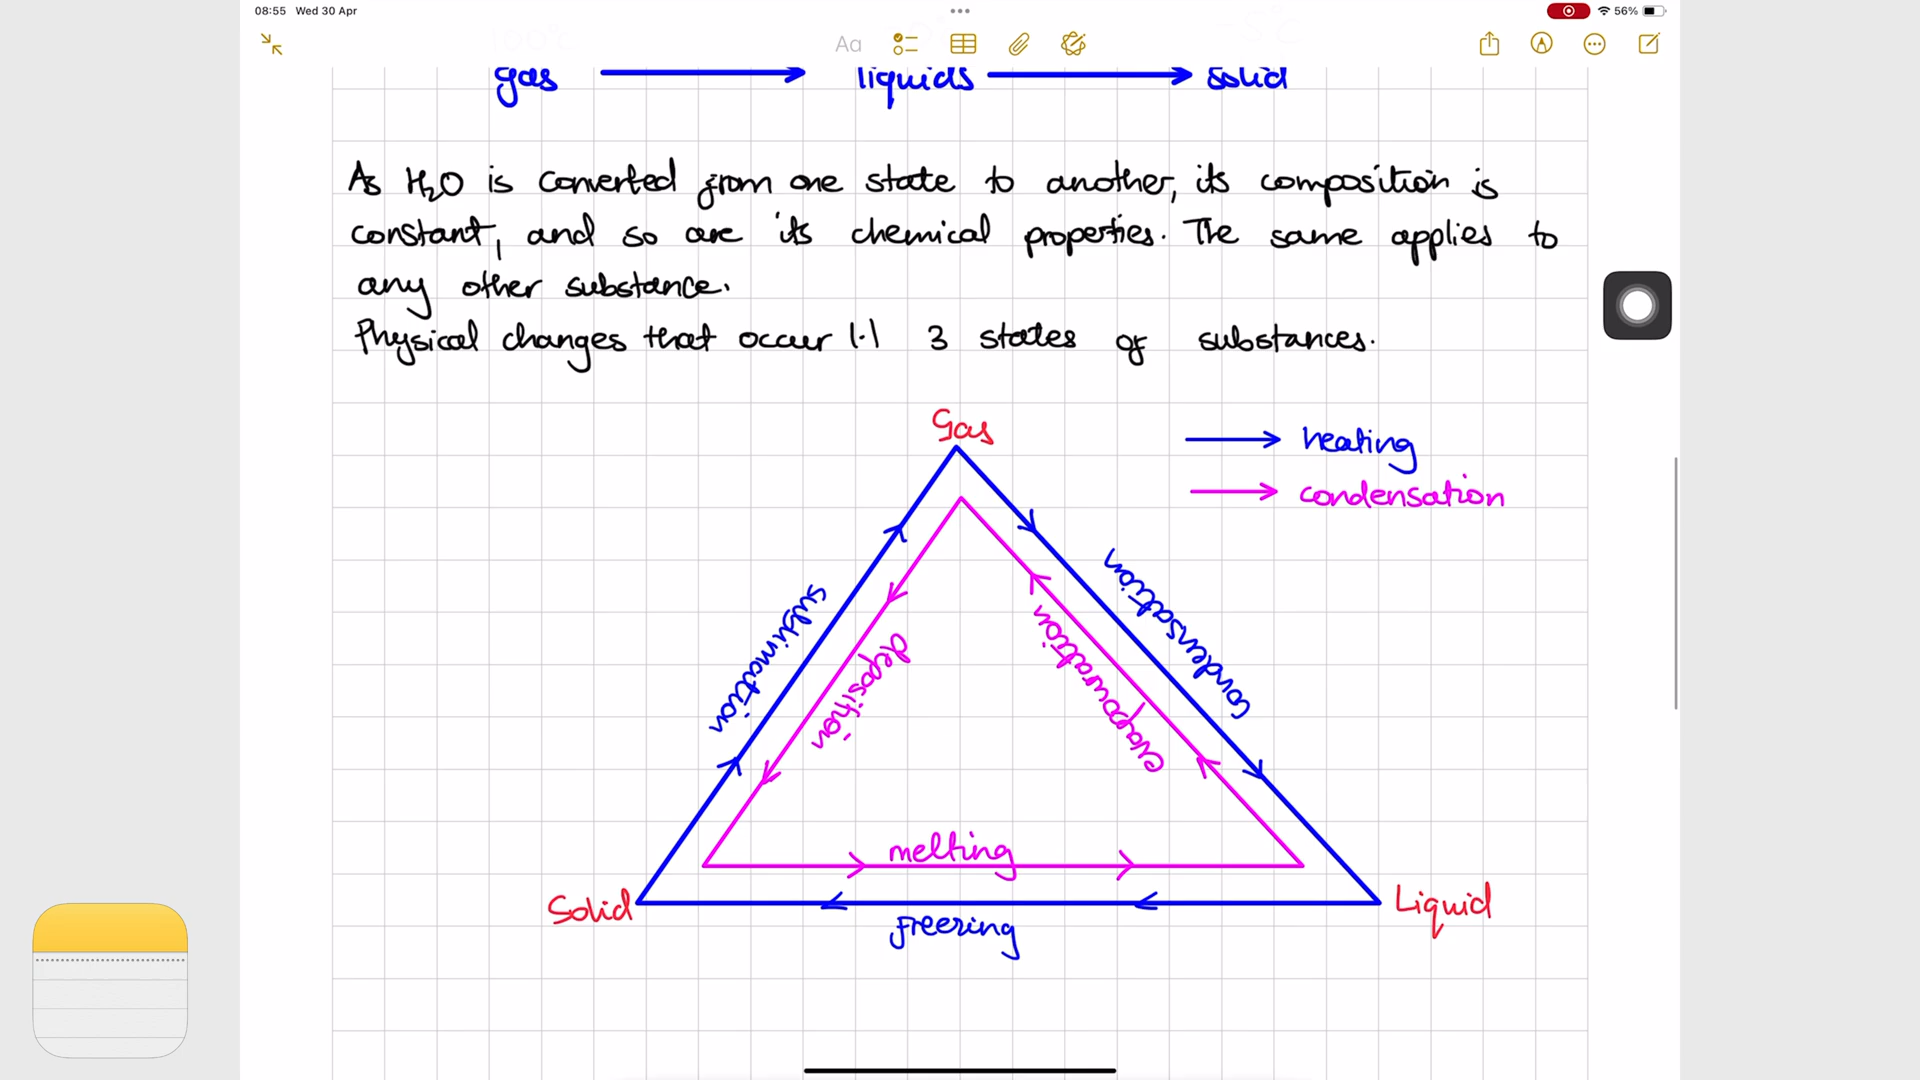 08:55 Wed 30 Apr
56%
Aa
gas → liquids → solid
As H₂O is converted from one state to another, its composition is
constant, and so are its chemical properties. The same applies to
any other substance.
Physical changes that occur 3 states of substances.
Gas
→ heating
→ condensation
sublimation
deposition
evapouration
condensation
melting
Solid
Liquid
freezing